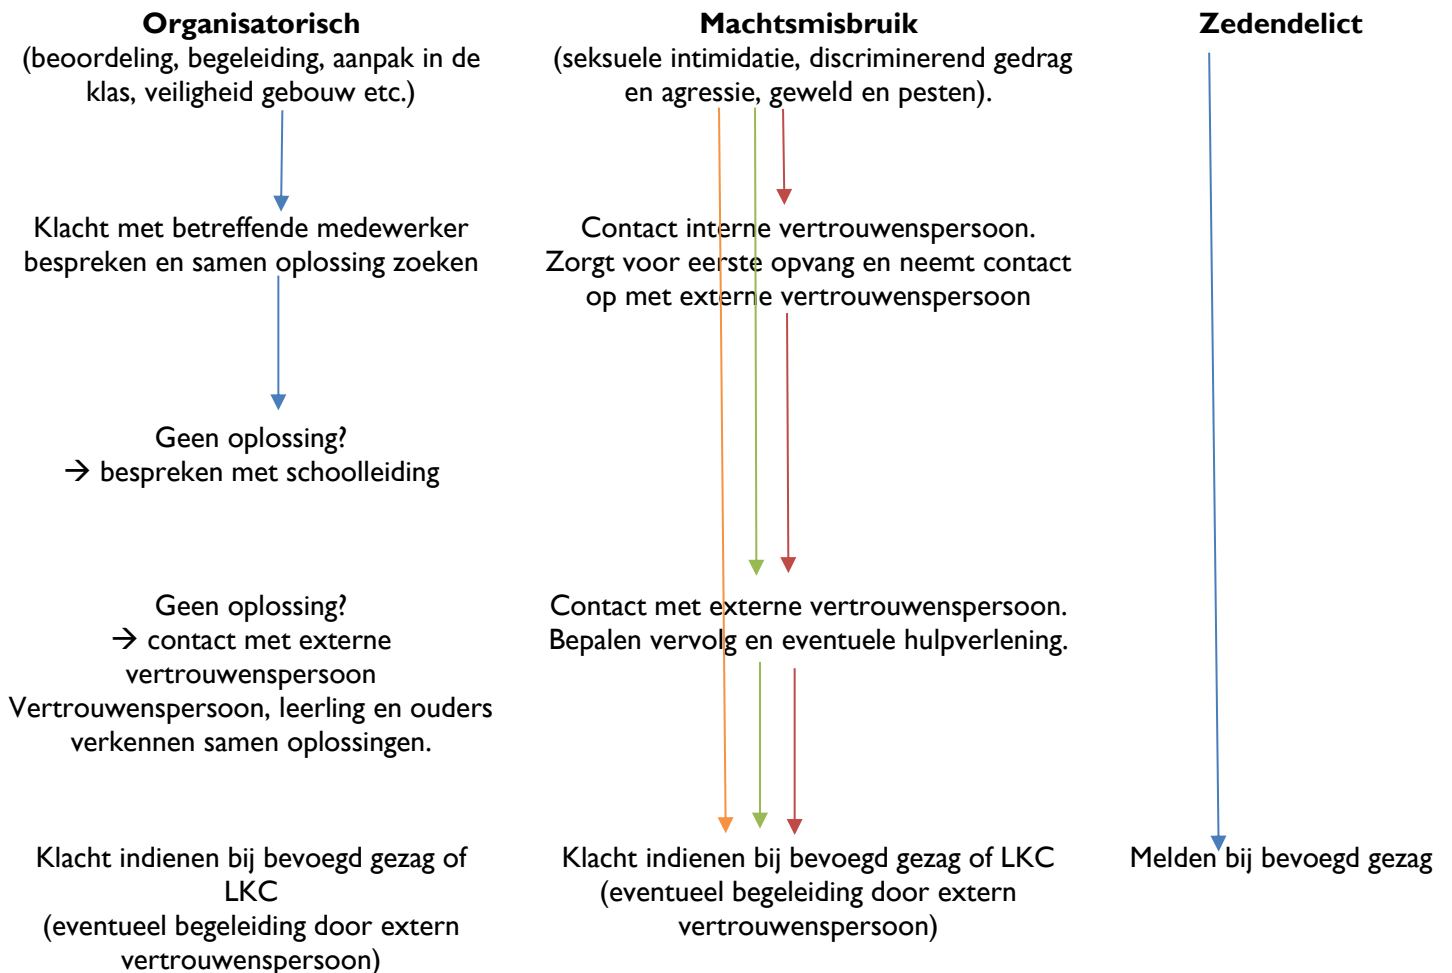 Organisatorisch
(beoordeling, begeleiding, aanpak in de
klas, veiligheid gebouw etc.)
Klacht met betreffende medewerker
bespreken en samen oplossing zoeken
Geen oplossing?
→ bespreken met schoolleiding
Geen oplossing?
→ contact met externe
vertrouwenspersoon
Vertrouwenspersoon, leerling en ouders
verkennen samen oplossingen.
Klacht indienen bij bevoegd gezag of
LKC
(eventueel begeleiding door extern
vertrouwenspersoon)
Machtsmisbruik
(seksuele intimidatie, discriminerend gedrag
en agressie, geweld en pesten).
Contact interne vertrouwenspersoon.
Zorgt voor eerste opvang en neemt contact
op met externe vertrouwenspersoon
Contact met externe vertrouwenspersoon.
Bepalen vervolg en eventuele hulpverlening.
Klacht indienen bij bevoegd gezag of LKC
(eventueel begeleiding door extern
vertrouwenspersoon)
Zedendelict
Melden bij bevoegd gezag